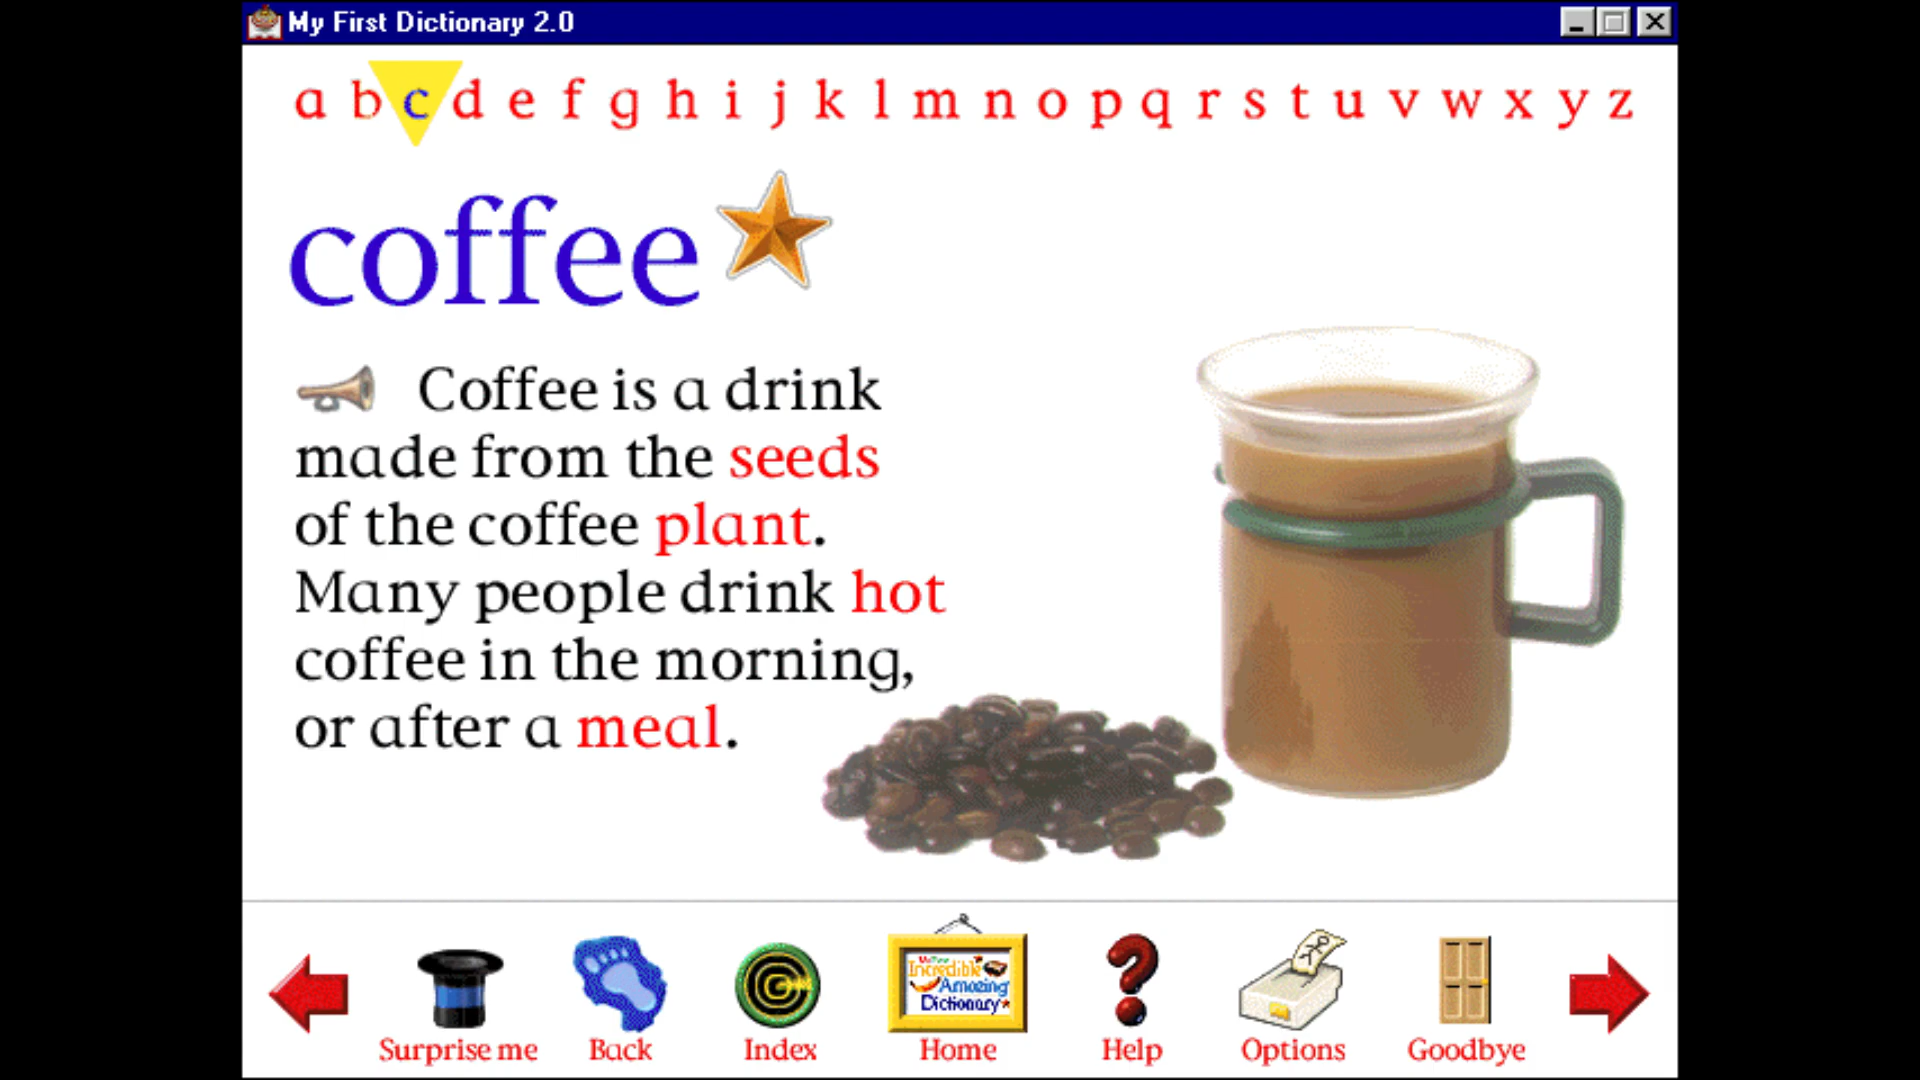 My First Dictionary 2.0
a b c d e f g h i j k l m n o p q r s t u v w x y z
coffee
Coffee is a drink
made from the seeds
of the coffee plant.
Many people drink hot
coffee in the morning,
or after a meal.
My First
Incredible
Amazing
Dictionary
Surprise me Back Index Home Help Options Goodbye